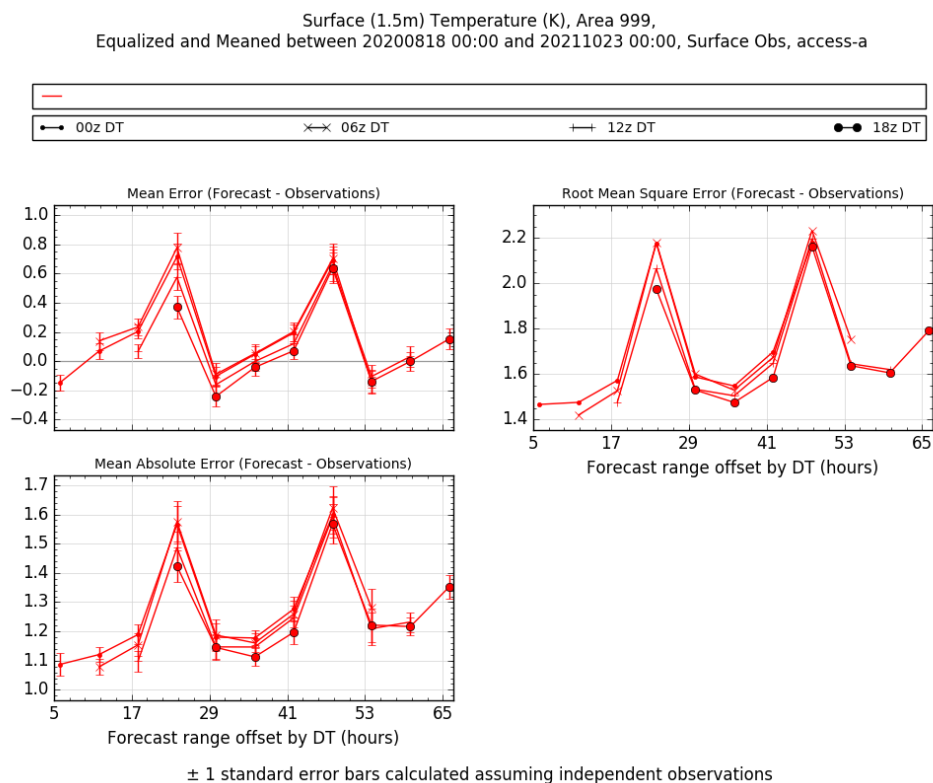 Surface (1.5m) Temperature (K), Area 999,
Equalized and Meaned between 20200818 00:00 and 20211023 00:00, Surface Obs, access-a
00z DT 06z DT 12z DT 18z DT
Mean Error (Forecast - Observations)
1.0
0.8
0.6
0.4
0.2
0.0
−0.2
−0.4
Root Mean Square Error (Forecast - Observations)
2.2
2.0
1.8
1.6
1.4
5 17 29 41 53 65
Forecast range offset by DT (hours)
Mean Absolute Error (Forecast - Observations)
1.7
1.6
1.5
1.4
1.3
1.2
1.1
1.0
5 17 29 41 53 65
Forecast range offset by DT (hours)
± 1 standard error bars calculated assuming independent observations